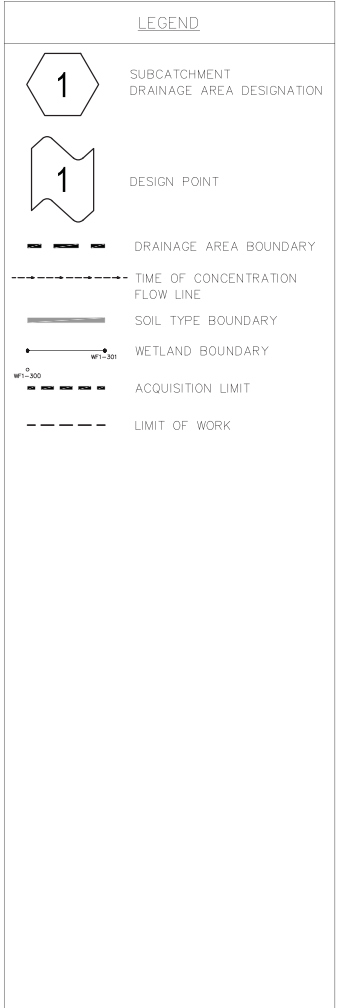 LEGEND
1
SUBCATCHMENT
DRAINAGE AREA DESIGNATION
1
DESIGN POINT
DRAINAGE AREA BOUNDARY
TIME OF CONCENTRATION
FLOW LINE
SOIL TYPE BOUNDARY
WETLAND BOUNDARY
WF1-301
WF1-300
ACQUISITION LIMIT
LIMIT OF WORK